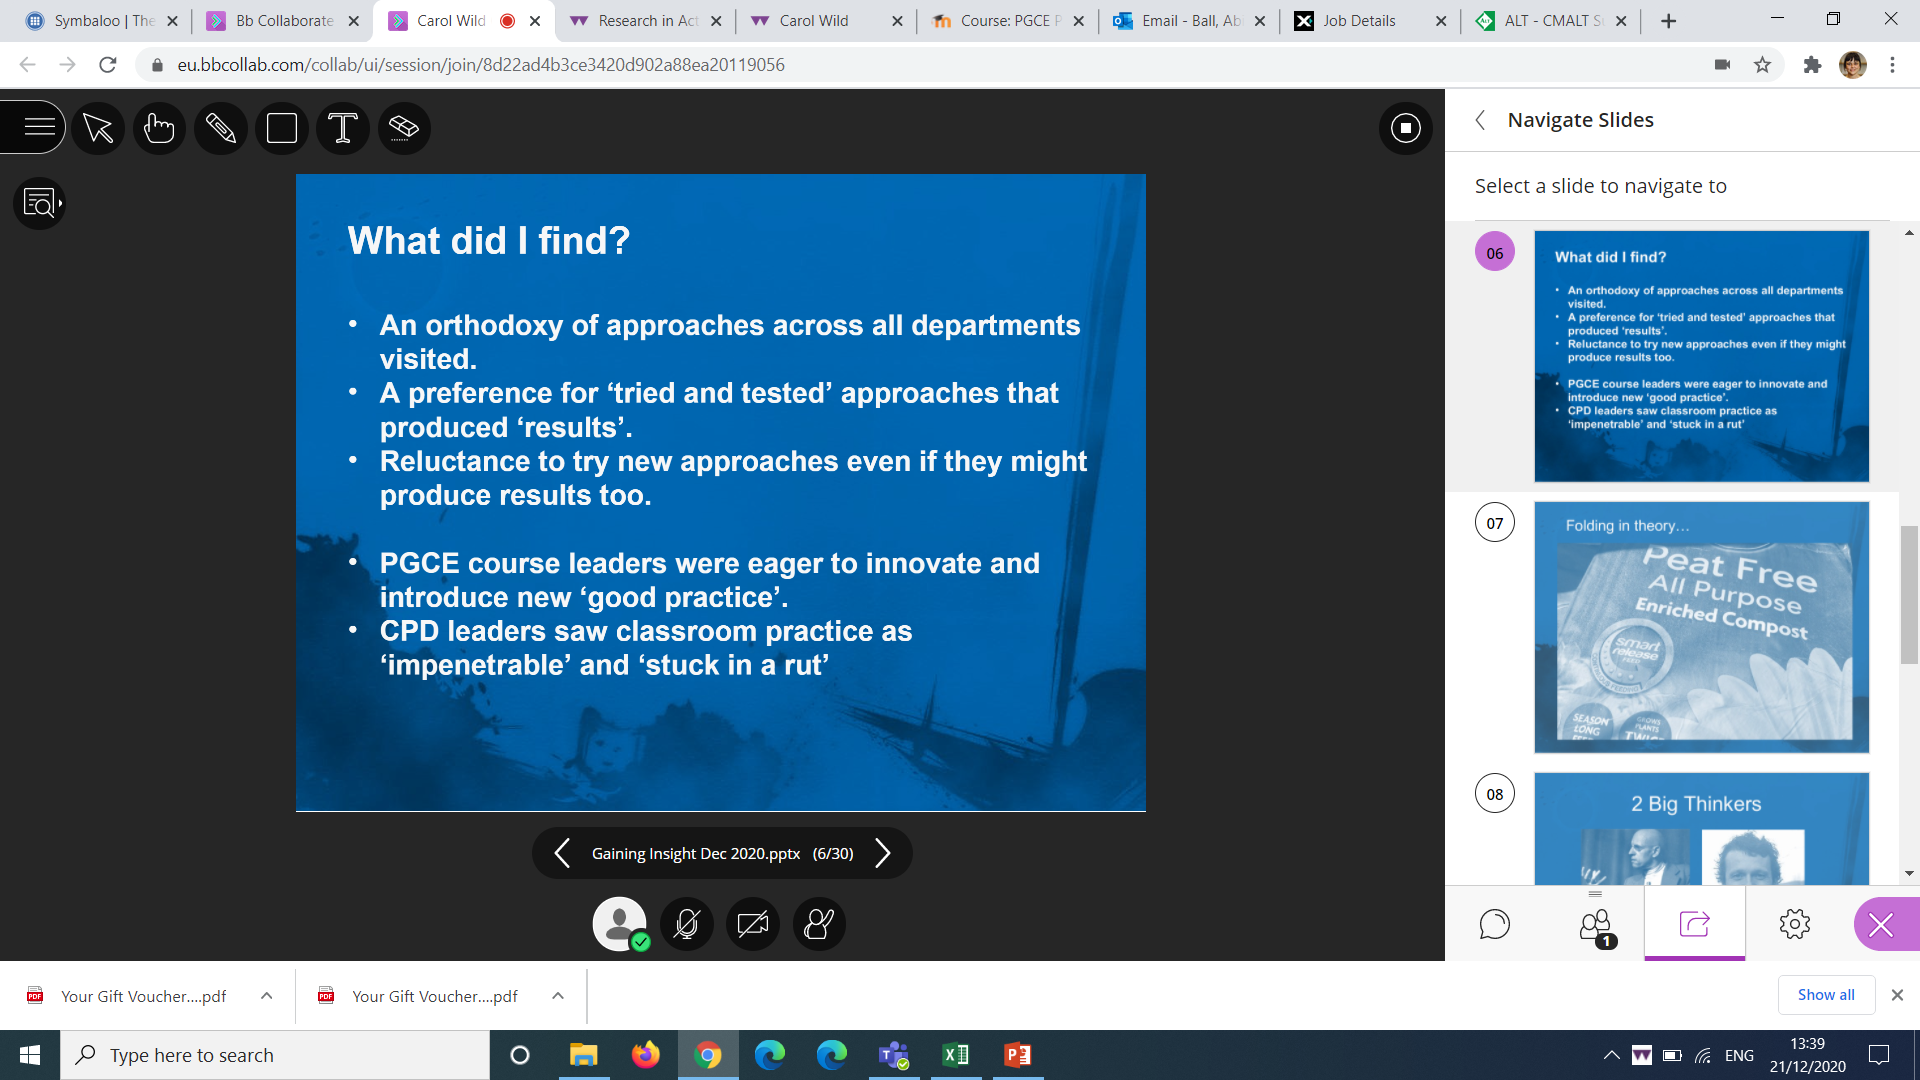 Symbaloo | The
Bb Collaborate
Carol Wild
Research in Act
Carol Wild
Course: PGCE P
Email - Ball, Ab
Job Details
ALT - CMALT S
eu.bbcollab.com/collab/ui/session/join/8d22ad4b3ce3420d902a88ea20119056
What did I find?
• An orthodoxy of approaches across all departments
visited.
• A preference for ‘tried and tested’ approaches that
produced ‘results’.
• Reluctance to try new approaches even if they might
produce results too.
• PGCE course leaders were eager to innovate and
introduce new ‘good practice’.
• CPD leaders saw classroom practice as
‘impenetrable’ and ‘stuck in a rut’
Gaining Insight Dec 2020.pptx (6/30)
Navigate Slides
Select a slide to navigate to
06
What did I find?
• An orthodoxy of approaches across all departments
visited.
• A preference for ‘tried and tested’ approaches that
produced ‘results’.
• Reluctance to try new approaches even if they might
produce results too.
• PGCE course leaders were eager to innovate and
introduce new ‘good practice’.
• CPD leaders saw classroom practice as
‘impenetrable’ and ‘stuck in a rut’
07
Folding in theory…
Peat Free
All Purpose
Enriched Compost
smart
release
SEASON
LONG
GROWS
PLANTS
TWICE
08
2 Big Thinkers
1
PDF
Your Gift Voucher....pdf
PDF
Your Gift Voucher....pdf
Show all
Type here to search
ENG
13:39
21/12/2020